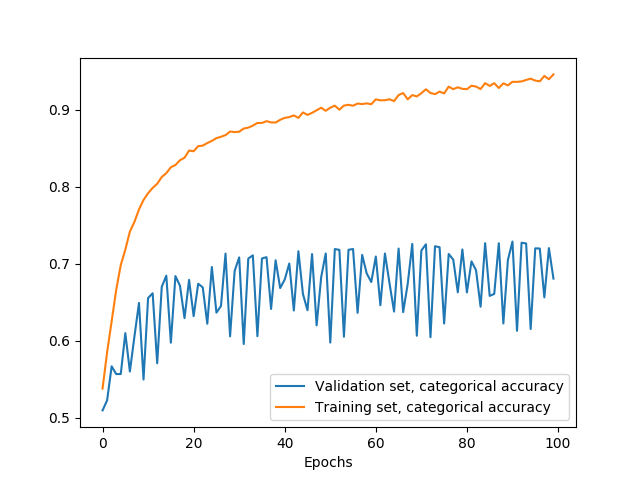 0.9
0.8
0.7
0.6
0.5
Validation set, categorical accuracy
Training set, categorical accuracy
0 20 40 60 80 100
Epochs